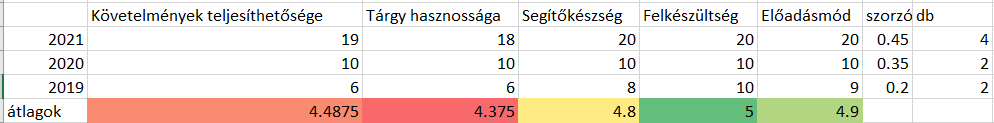 Követelmények teljesíthetősége Tárgy hasznossága Segítőkészség Felkészültség Előadásmód szorzó db
2021 19 18 20 20 20 0.45 4
2020 10 10 10 10 10 0.35 2
2019 6 6 8 10 9 0.2 2
átlagok 4.4875 4.375 4.8 5 4.9